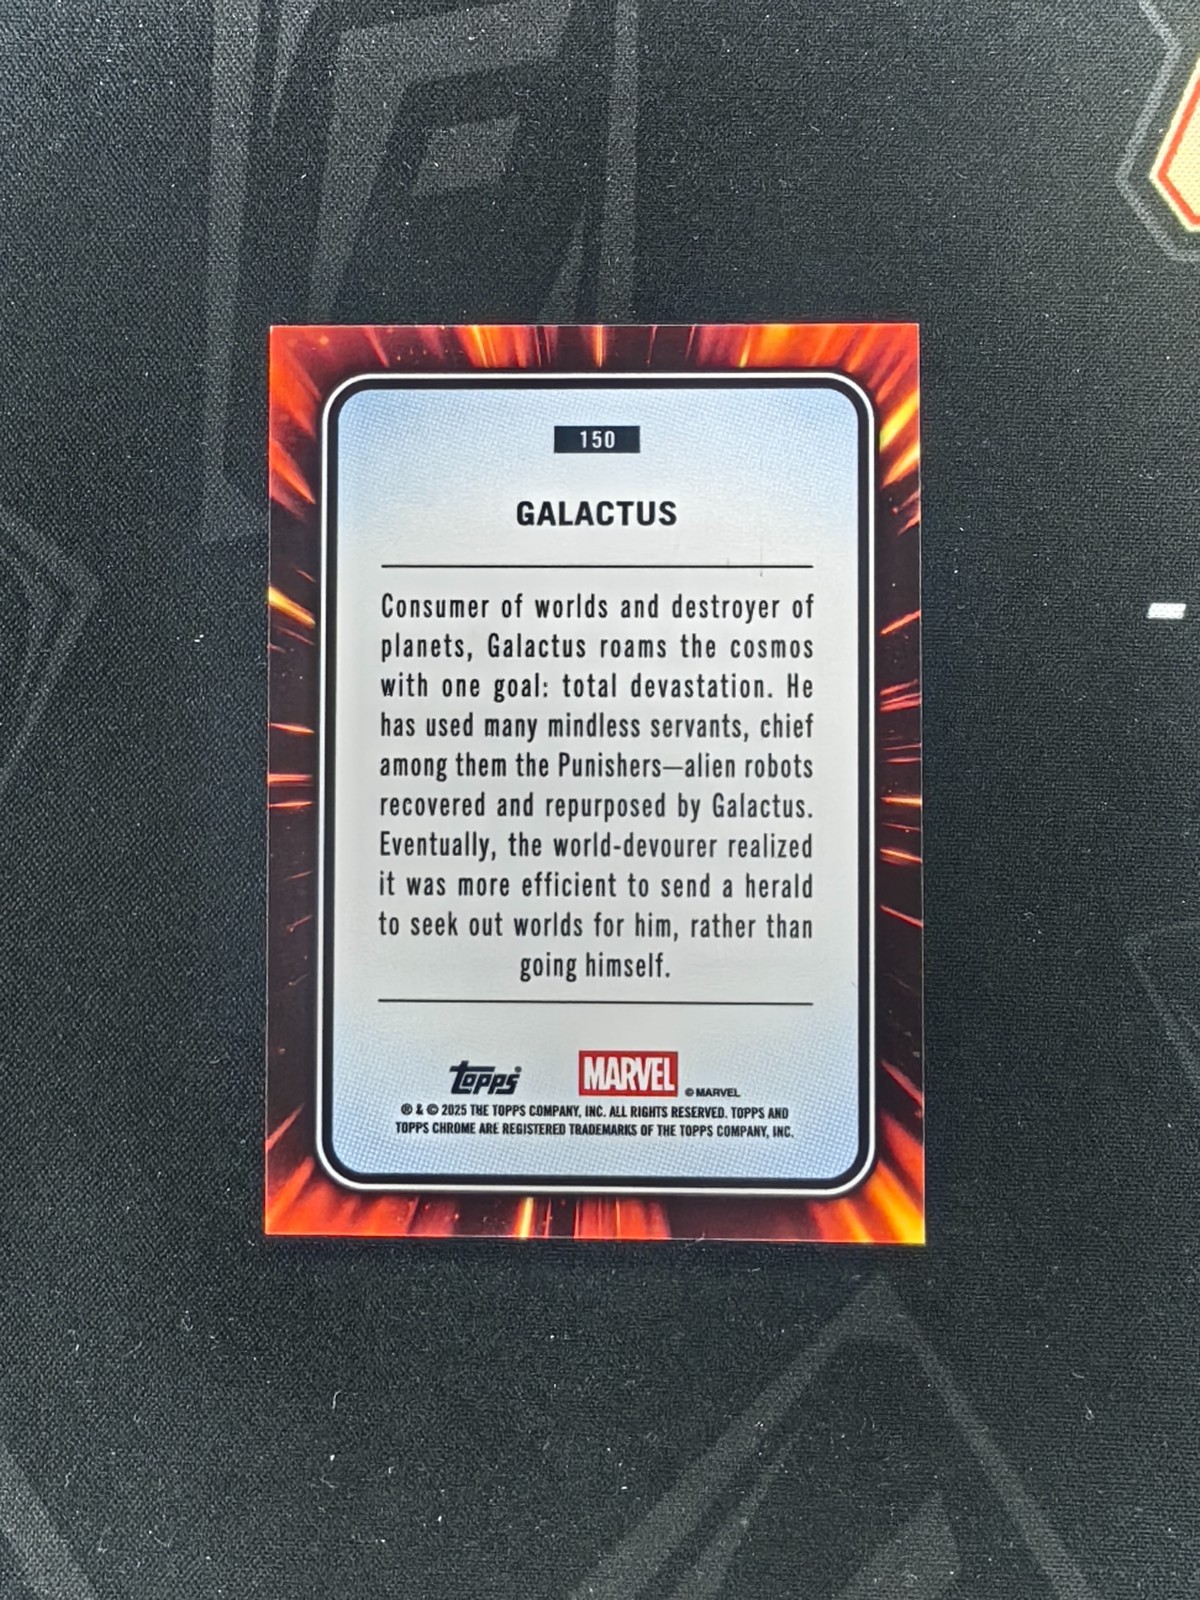 150
GALACTUS
Consumer of worlds and destroyer of
planets, Galactus roams the cosmos
with one goal: total devastation. He
has used many mindless servants, chief
among them the Punishers—alien robots
recovered and repurposed by Galactus.
Eventually, the world-devourer realized
it was more efficient to send a herald
to seek out worlds for him, rather than
going himself.
Topps® MARVEL © MARVEL
® & © 2025 THE TOPPS COMPANY, INC. ALL RIGHTS RESERVED. TOPPS AND
TOPPS CHROME ARE REGISTERED TRADEMARKS OF THE TOPPS COMPANY, INC.